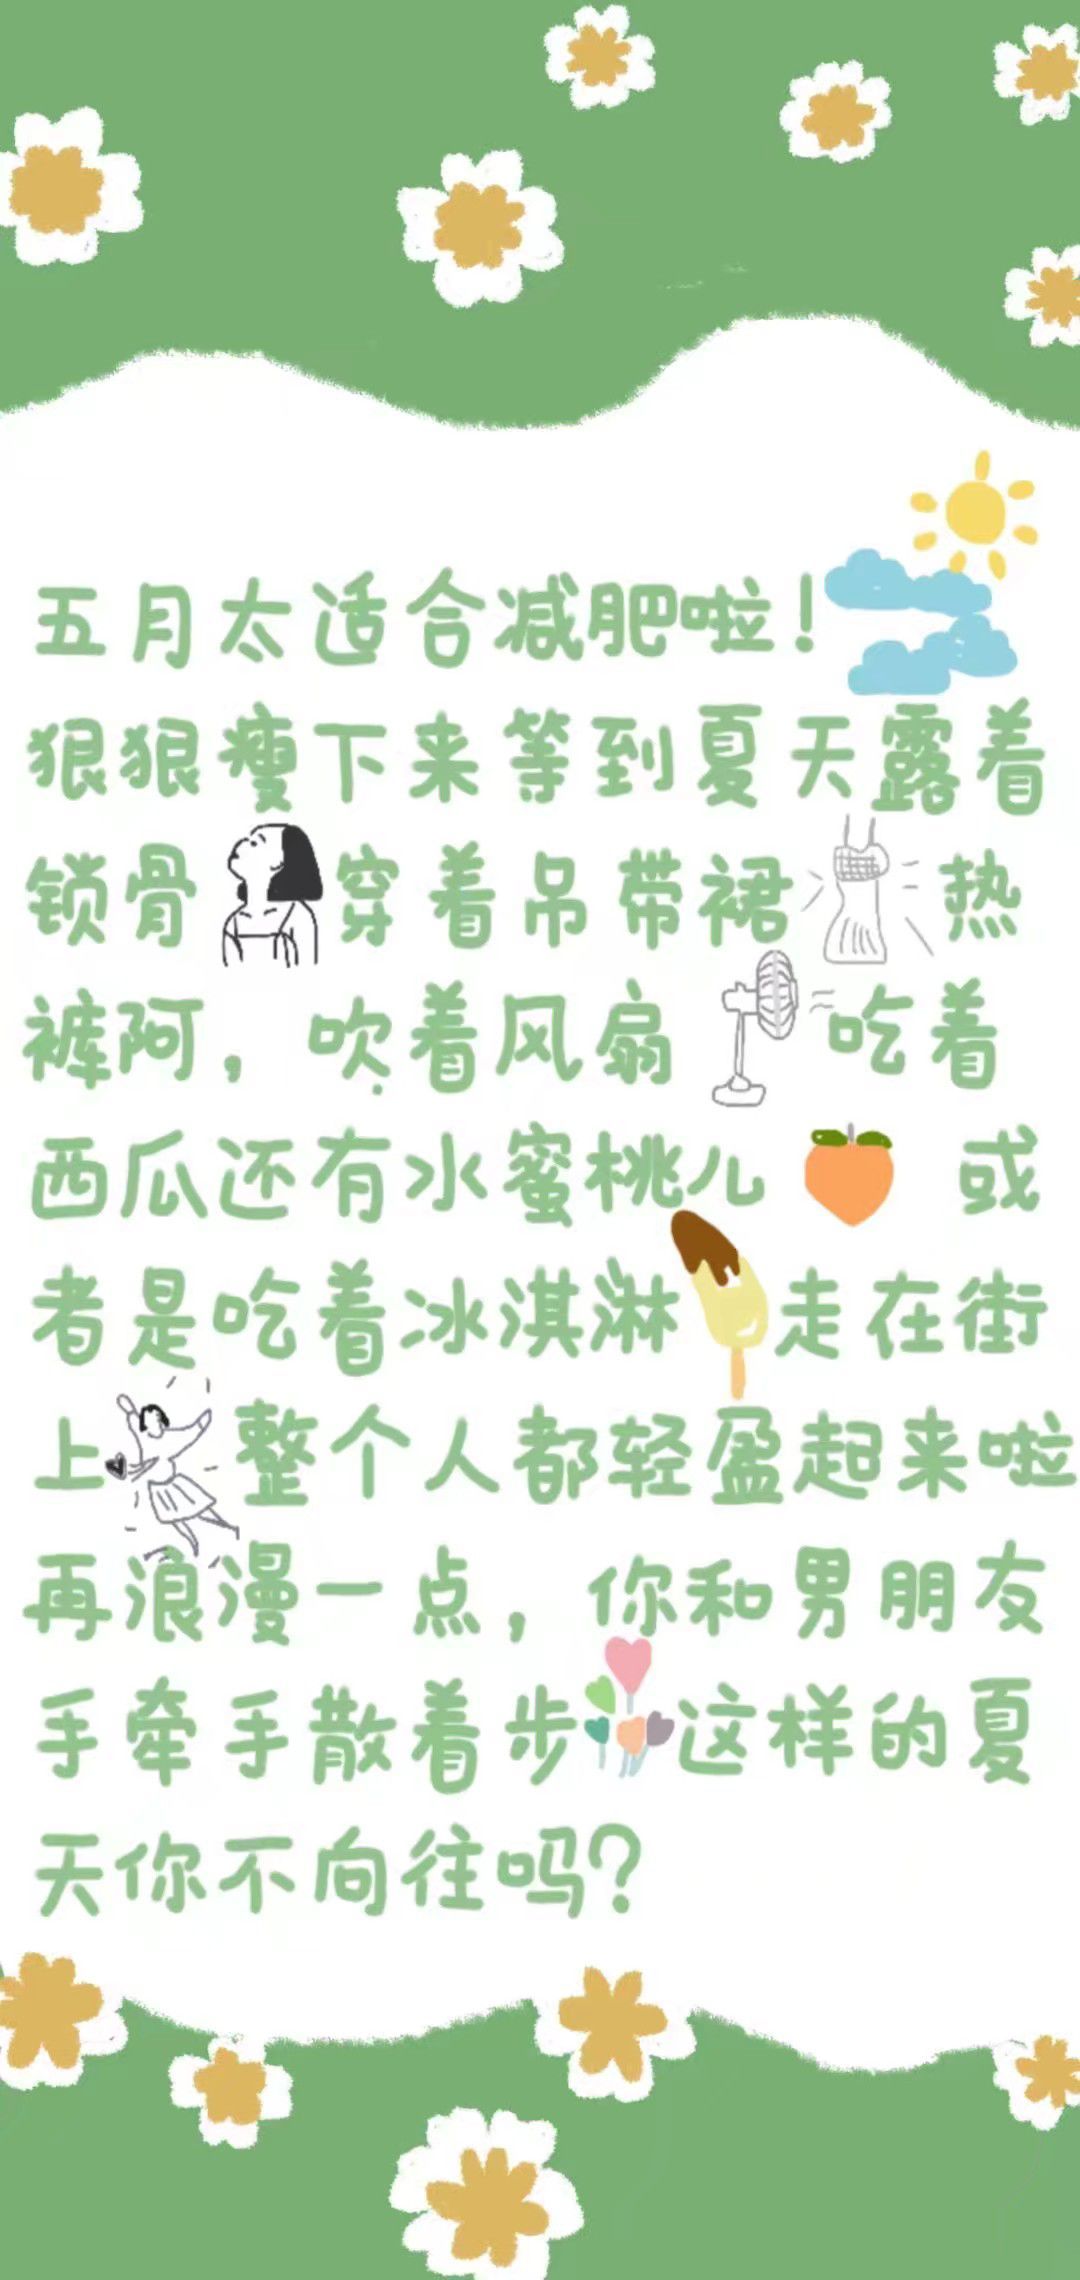 五月太适合减肥啦！
狠狠瘦下来等到夏天露着
锁骨穿着吊带裙热
裤阿，吹着风扇吃着
西瓜还有水蜜桃儿或
者是吃着冰淇淋走在街
上整个人都轻盈起来啦
再浪漫一点，你和男朋友
手牵手散着步这样的夏
天你不向往吗？